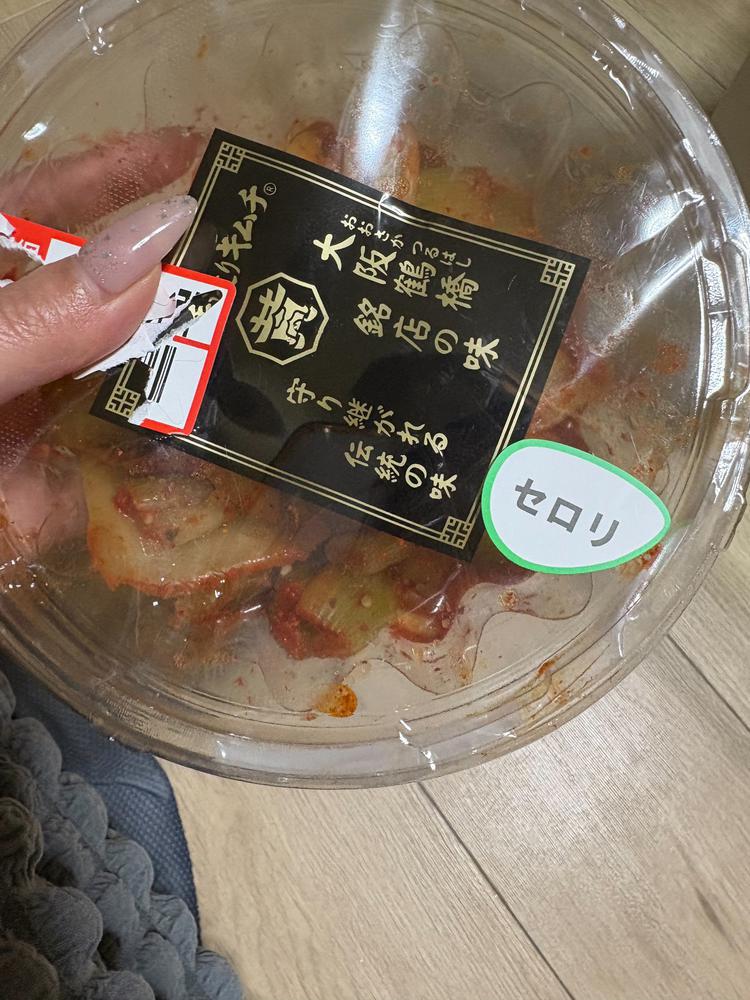 おおさか つるはし
大阪鶴橋
銘店の味
守り継がれる
伝統の味
りキムチ®
セロリ